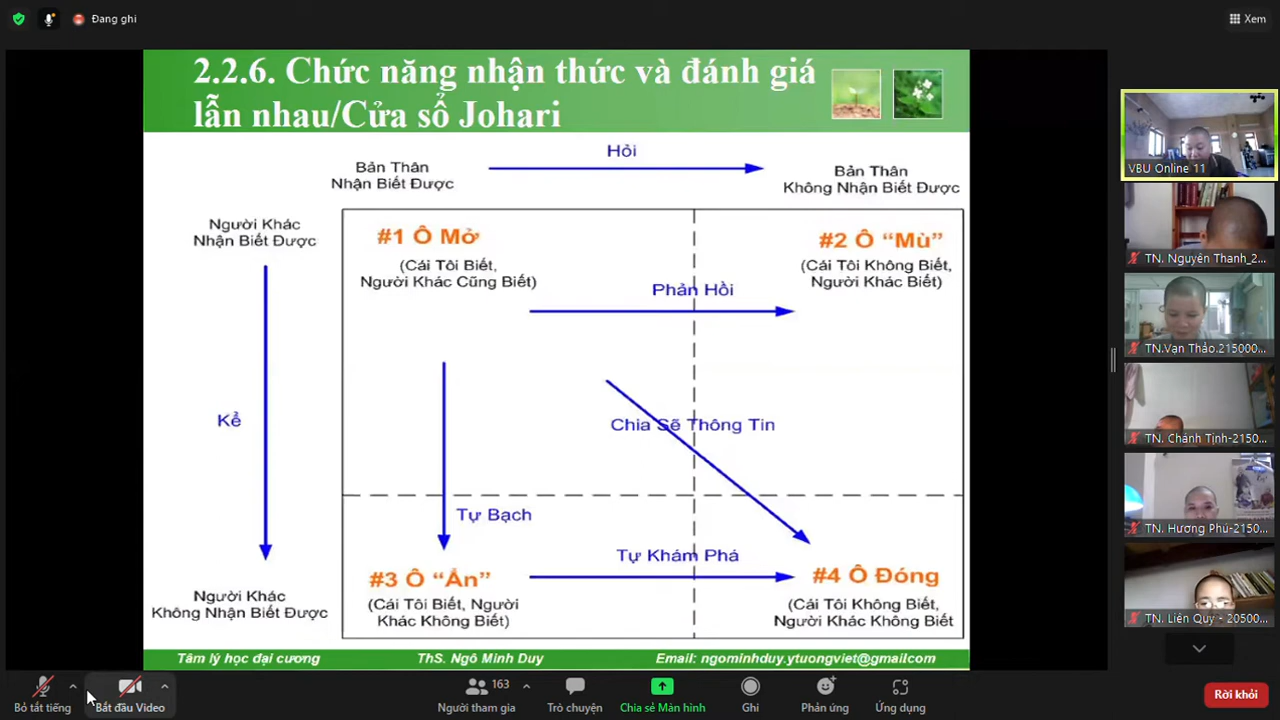 Đang ghi
Xem
2.2.6. Chức năng nhận thức và đánh giá
lẫn nhau/Cửa sổ Johari
Hỏi
Bản Thân
Nhận Biết Được
Bản Thân
Không Nhận Biết Được
Người Khác
Nhận Biết Được
#1 Ô Mở
(Cái Tôi Biết,
Người Khác Cũng Biết)
#2 Ô “Mù”
(Cái Tôi Không Biết,
Người Khác Biết)
Phản Hồi
Kể
Chia Sẽ Thông Tin
Tự Bạch
Tự Khám Phá
#3 Ô “Ẩn”
(Cái Tôi Biết, Người
Khác Không Biết)
#4 Ô Đóng
(Cái Tôi Không Biết,
Người Khác Không Biết
Người Khác
Không Nhận Biết Được
Tâm lý học đại cương
ThS. Ngô Minh Duy
Email: ngominhduy.ytuongviet@gmail.com
VBU Online 11
TN. Nguyên Thanh_2...
TN.Vạn Thảo.215000...
TN. Chánh Tịnh-2150...
TN. Hương Phú-2150...
TN. Liên Quý - 20500...
Bỏ tắt tiếng
Bắt đầu Video
163
Người tham gia
Trò chuyện
Chia sẻ Màn hình
Ghi
Phản ứng
Ứng dụng
Rời khỏi